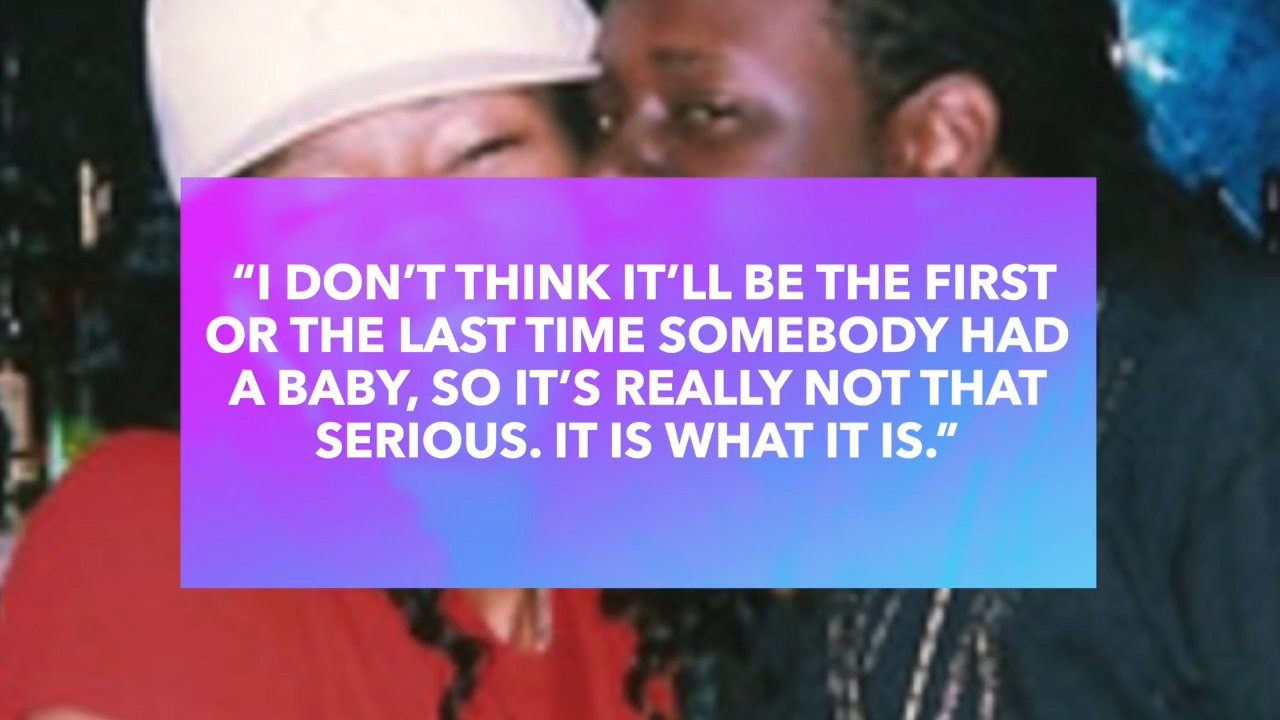 “I DON’T THINK IT’LL BE THE FIRST
OR THE LAST TIME SOMEBODY HAD
A BABY, SO IT’S REALLY NOT THAT
SERIOUS. IT IS WHAT IT IS.”